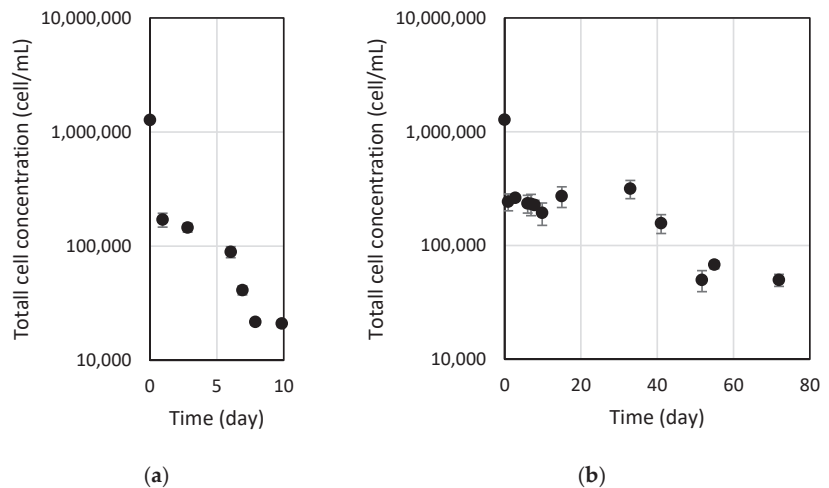 10,000,000
1,000,000
100,000
10,000
Totall cell concentration (cell/mL)
0
5
10
Time (day)
(a)
10,000,000
1,000,000
100,000
10,000
Totall cell concentration (cell/mL)
0
20
40
60
80
Time (day)
(b)